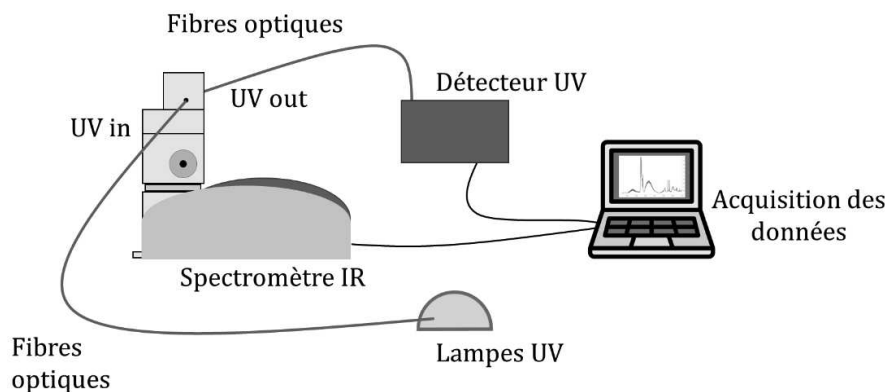 Fibres optiques
Détecteur UV
UV out
UV in
Acquisition des
données
Spectromètre IR
Lampes UV
Fibres
optiques